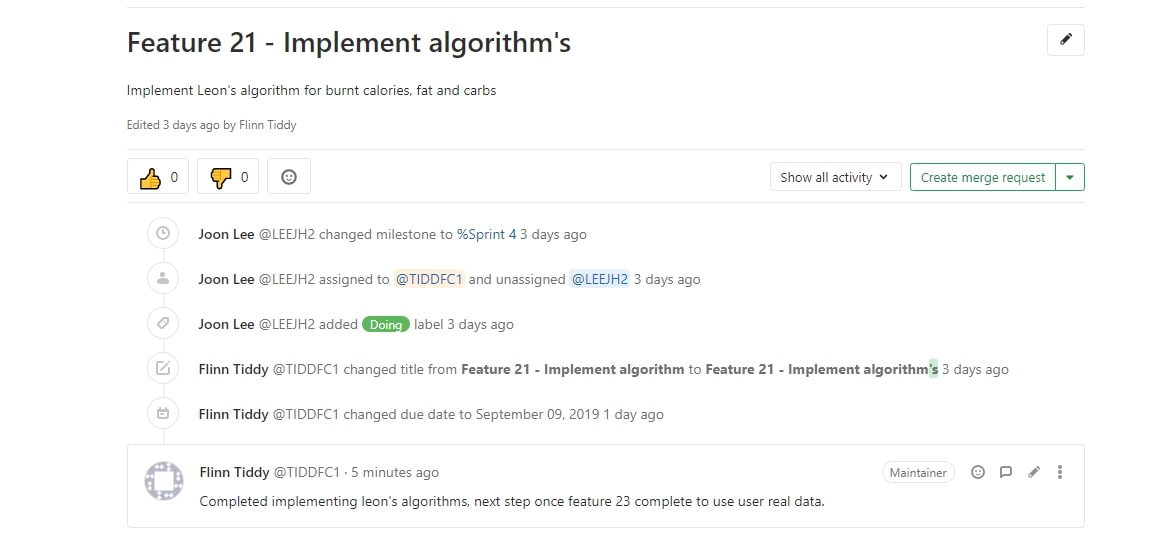 Feature 21 - Implement algorithm's
Implement Leon's algorithm for burnt calories, fat and carbs
Edited 3 days ago by Flinn Tiddy
0 0 Show all activity Create merge request
Joon Lee @LEEJH2 changed milestone to %Sprint 4 3 days ago
Joon Lee @LEEJH2 assigned to @TIDDFC1 and unassigned @LEEJH2 3 days ago
Joon Lee @LEEJH2 added Doing label 3 days ago
Flinn Tiddy @TIDDFC1 changed title from Feature 21 - Implement algorithm to Feature 21 - Implement algorithm's 3 days ago
Flinn Tiddy @TIDDFC1 changed due date to September 09, 2019 1 day ago
Flinn Tiddy @TIDDFC1 · 5 minutes ago Maintainer
Completed implementing leon's algorithms, next step once feature 23 complete to use user real data.